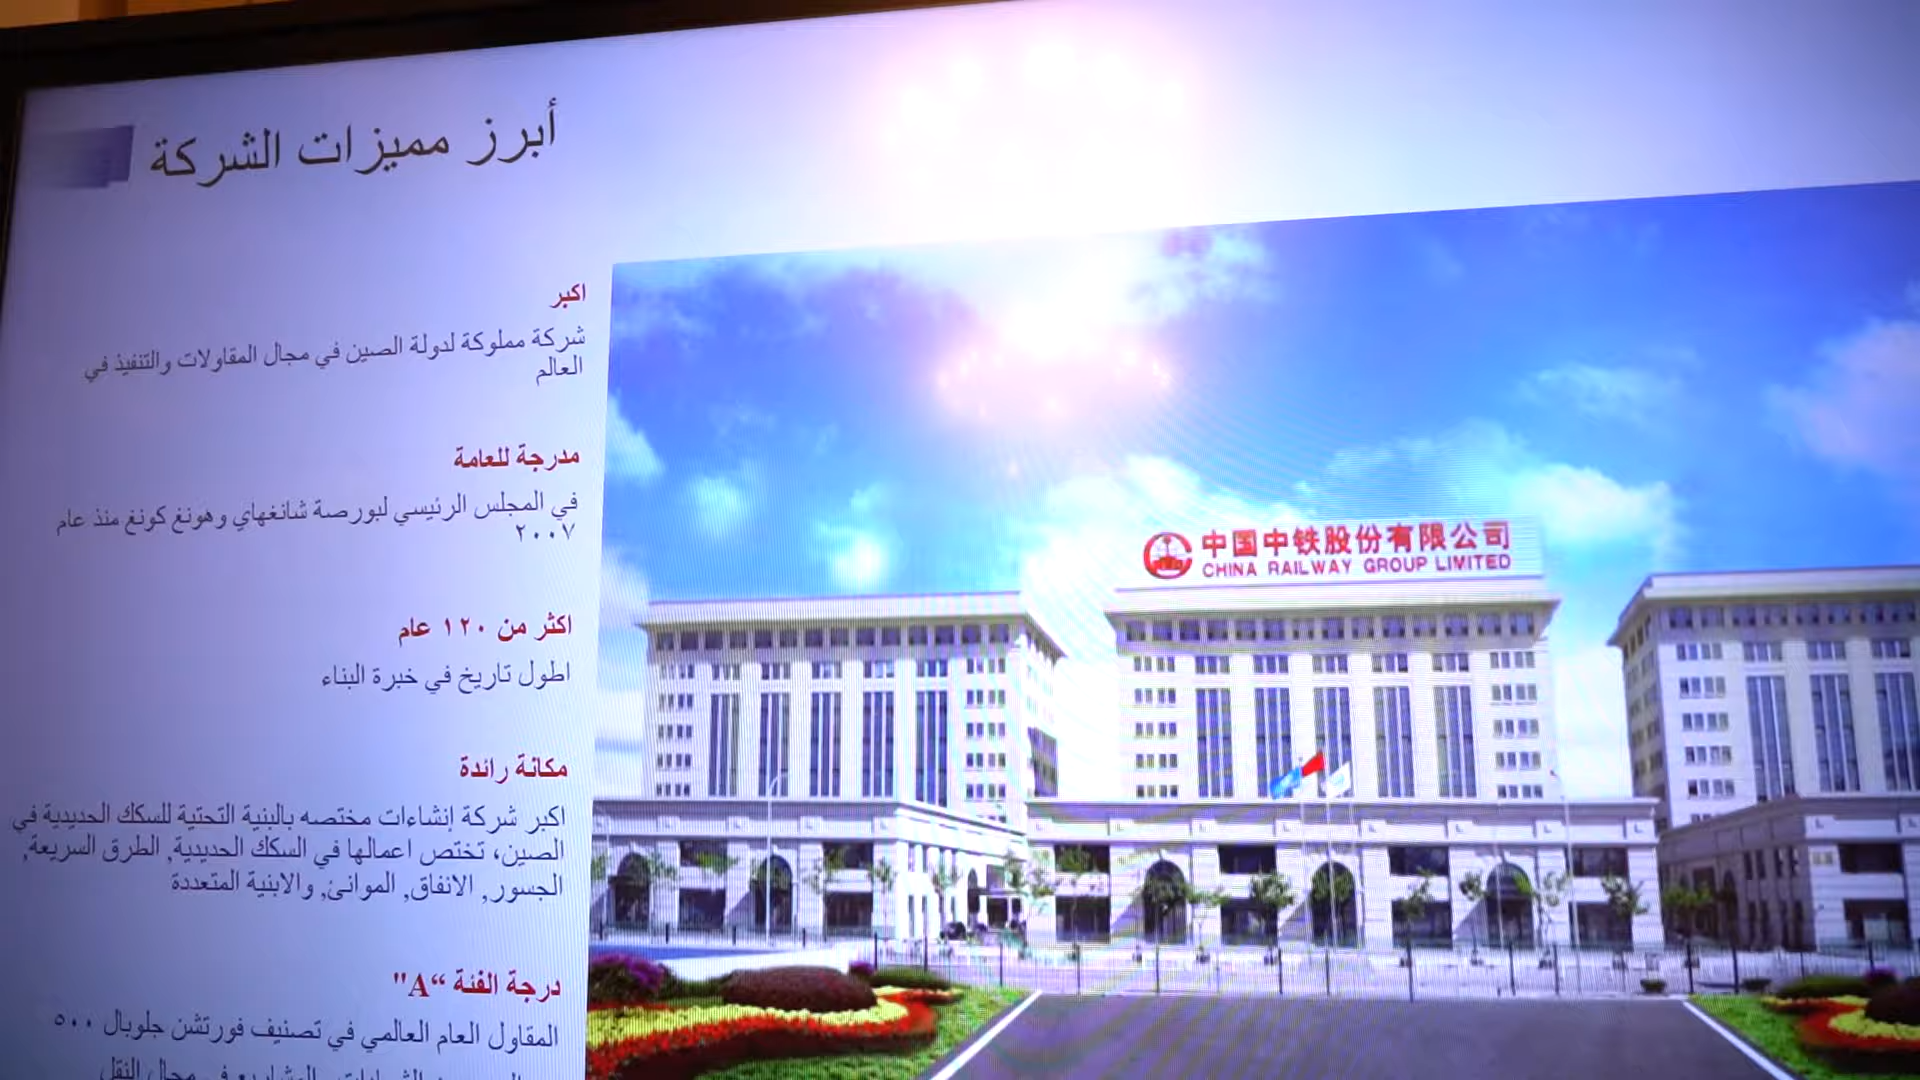 أبرز مميزات الشركة
اكبر
شركة مملوكة لدولة الصين في مجال المقاولات والتنفيذ في
العالم
مدرجة للعامة
في المجلس الرئيسي لبورصة شانغهاي وهونغ كونغ منذ عام
٢٠٠٧
اكثر من ١٢٠ عام
اطول تاريخ في خبرة البناء
مكانة رائدة
اكبر شركة إنشاءات مختصه بالبنية التحتية للسكك الحديدية في
الصين، تختص اعمالها في السكك الحديدية, الطرق السريعة,
الجسور, الانفاق, الموانئ, والابنية المتعددة
درجة الفئة “A"
المقاول العام العالمي في تصنيف فورتشن جلوبال ٥٠٠
في مجال النقل
中国中铁股份有限公司
CHINA RAILWAY GROUP LIMITED